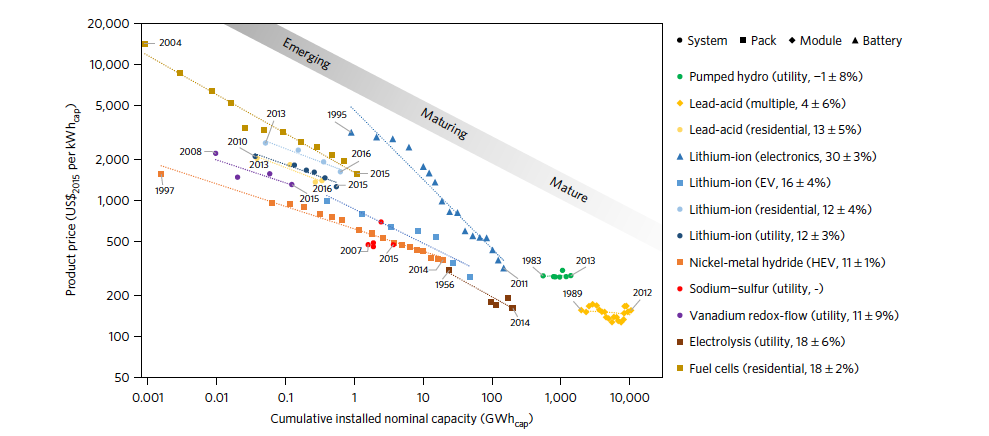 System Pack Module Battery
20,000
10,000
5,000
2,000
1,000
500
200
100
50
Product price (US$2015 per kWhcap)
0.001 0.01 0.1 1 10 100 1,000 10,000
Cumulative installed nominal capacity (GWhcap)
Emerging
Maturing
Mature
2004
2013
1995
2010
2008
2013
2016
2015
2016
2015
2015
1997
2007
2015
2014
1956
2011
2014
1983
2013
1989
2012
Pumped hydro (utility, −1 ± 8%)
Lead-acid (multiple, 4 ± 6%)
Lead-acid (residential, 13 ± 5%)
Lithium-ion (electronics, 30 ± 3%)
Lithium-ion (EV, 16 ± 4%)
Lithium-ion (residential, 12 ± 4%)
Lithium-ion (utility, 12 ± 3%)
Nickel-metal hydride (HEV, 11 ± 1%)
Sodium−sulfur (utility, -)
Vanadium redox-flow (utility, 11 ± 9%)
Electrolysis (utility, 18 ± 6%)
Fuel cells (residential, 18 ± 2%)